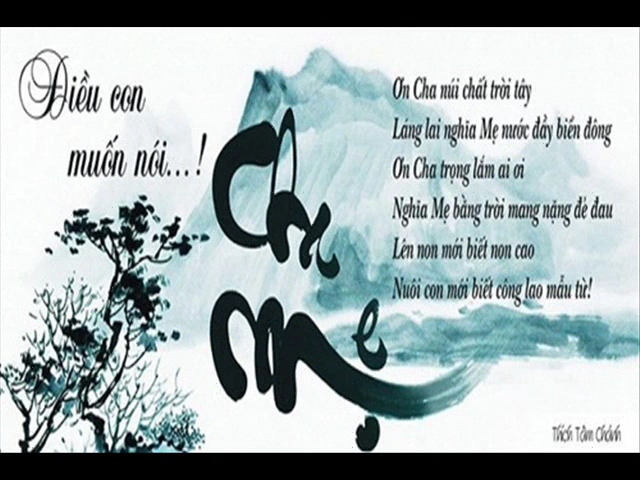 Điều con
muốn nói...!
Cha
Mẹ
Ơn Cha núi chất trời tây
Láng lai nghĩa Mẹ nước đầy biển đông
Ơn Cha trọng lắm ai ơi
Nghĩa Mẹ bằng trời mang nặng đẻ đau
Lên non mới biết non cao
Nuôi con mới biết công lao mẫu từ!
Thích Tâm Chánh